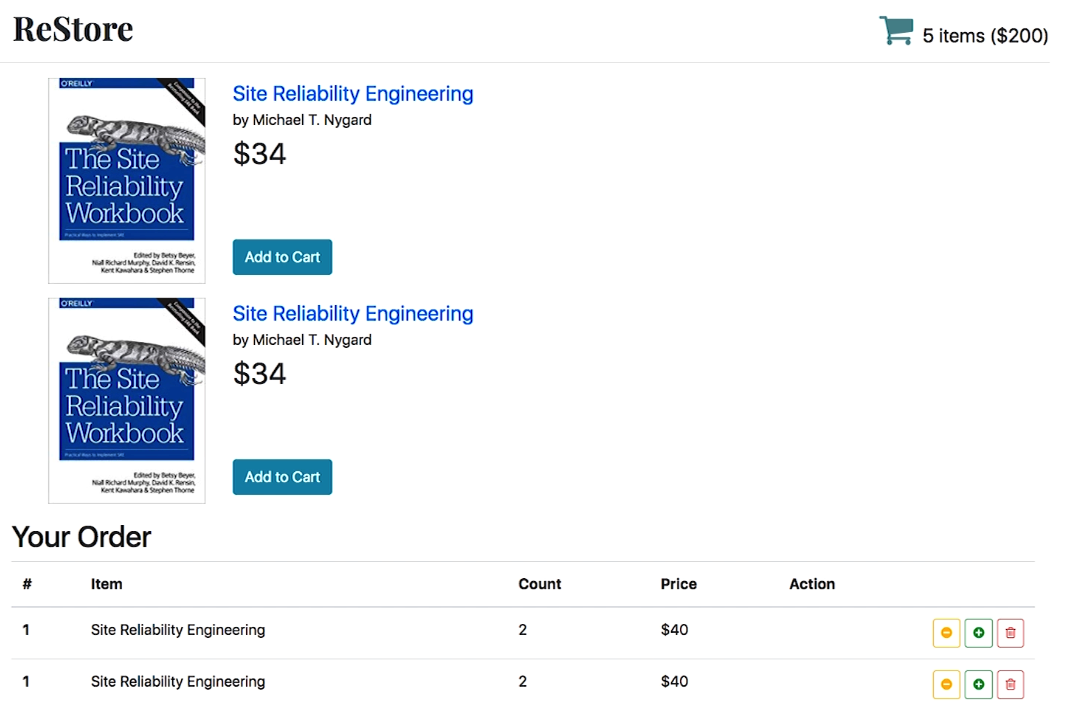 ReStore
5 items ($200)
O'REILLY
The Site
Reliability
Workbook
Practical Ways to Implement SRE
Edited by Betsy Beyer,
Niall Richard Murphy, David K. Rensin,
Kent Kawahara & Stephen Thorne
Site Reliability Engineering
by Michael T. Nygard
$34
Add to Cart
O'REILLY
The Site
Reliability
Workbook
Practical Ways to Implement SRE
Edited by Betsy Beyer,
Niall Richard Murphy, David K. Rensin,
Kent Kawahara & Stephen Thorne
Site Reliability Engineering
by Michael T. Nygard
$34
Add to Cart
Your Order
# Item Count Price Action
1 Site Reliability Engineering 2 $40
1 Site Reliability Engineering 2 $40